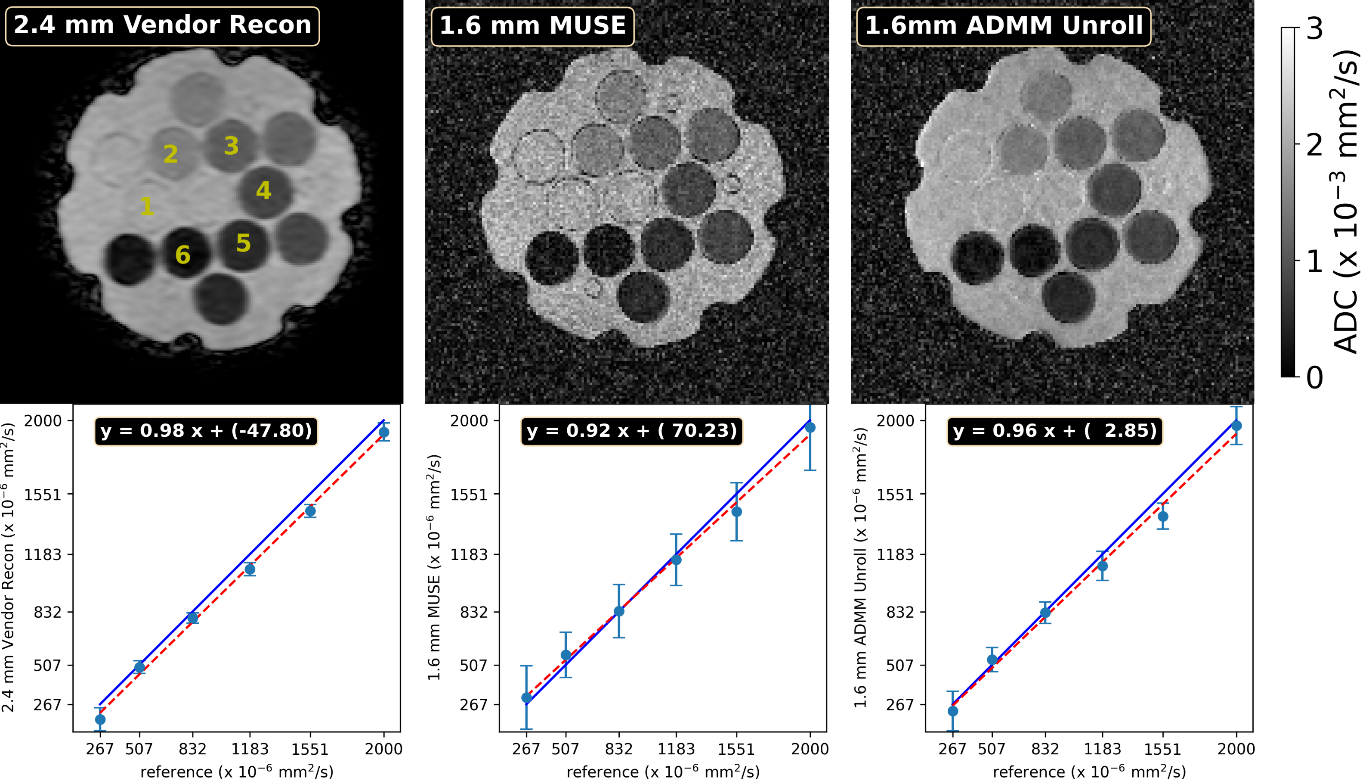 2.4 mm Vendor Recon
1.6 mm MUSE
1.6mm ADMM Unroll
1
2
3
4
5
6
3
2
1
0
ADC (x 10⁻³ mm²/s)
y = 0.98 x + (-47.80)
2000
1551
1183
832
507
267
2.4 mm Vendor Recon (x 10⁻⁶ mm²/s)
267 507 832 1183 1551 2000
reference (x 10⁻⁶ mm²/s)
y = 0.92 x + ( 70.23)
2000
1551
1183
832
507
267
1.6 mm MUSE (x 10⁻⁶ mm²/s)
267 507 832 1183 1551 2000
reference (x 10⁻⁶ mm²/s)
y = 0.96 x + (  2.85)
2000
1551
1183
832
507
267
1.6 mm ADMM Unroll (x 10⁻⁶ mm²/s)
267 507 832 1183 1551 2000
reference (x 10⁻⁶ mm²/s)